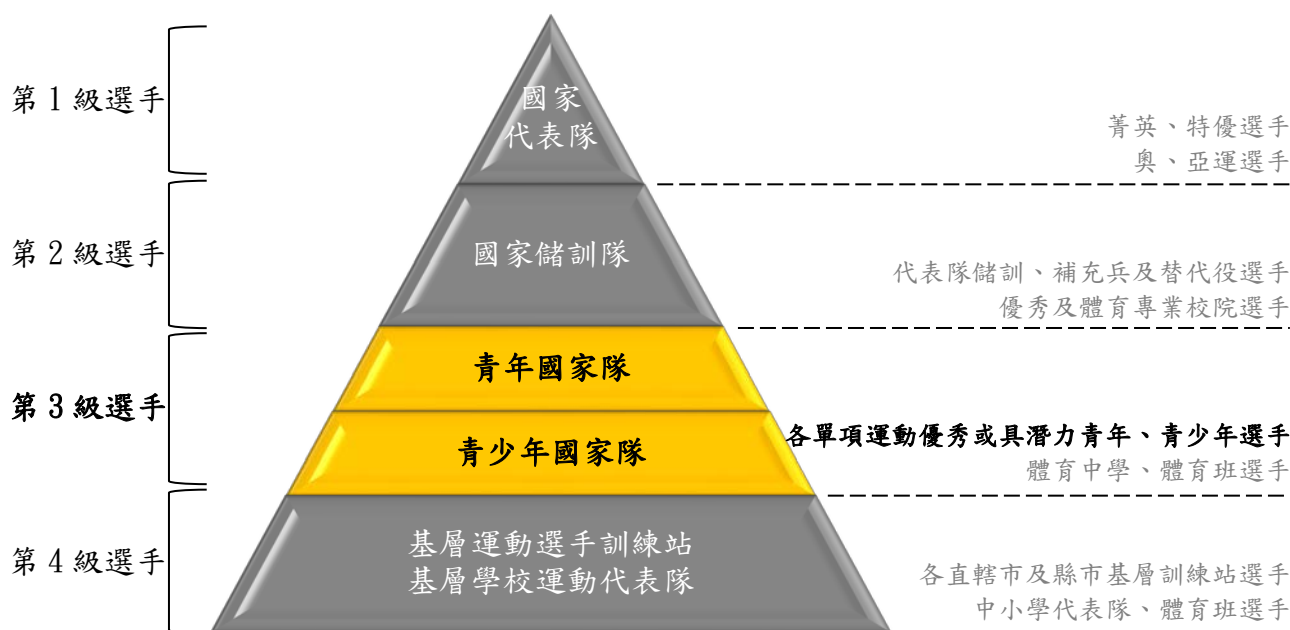 第 1 級選手
國家
代表隊
菁英、特優選手
奧、亞運選手
第 2 級選手
國家儲訓隊
代表隊儲訓、補充兵及替代役選手
優秀及體育專業校院選手
第 3 級選手
青年國家隊
青少年國家隊
各單項運動優秀或具潛力青年、青少年選手
體育中學、體育班選手
第 4 級選手
基層運動選手訓練站
基層學校運動代表隊
各直轄市及縣市基層訓練站選手
中小學代表隊、體育班選手